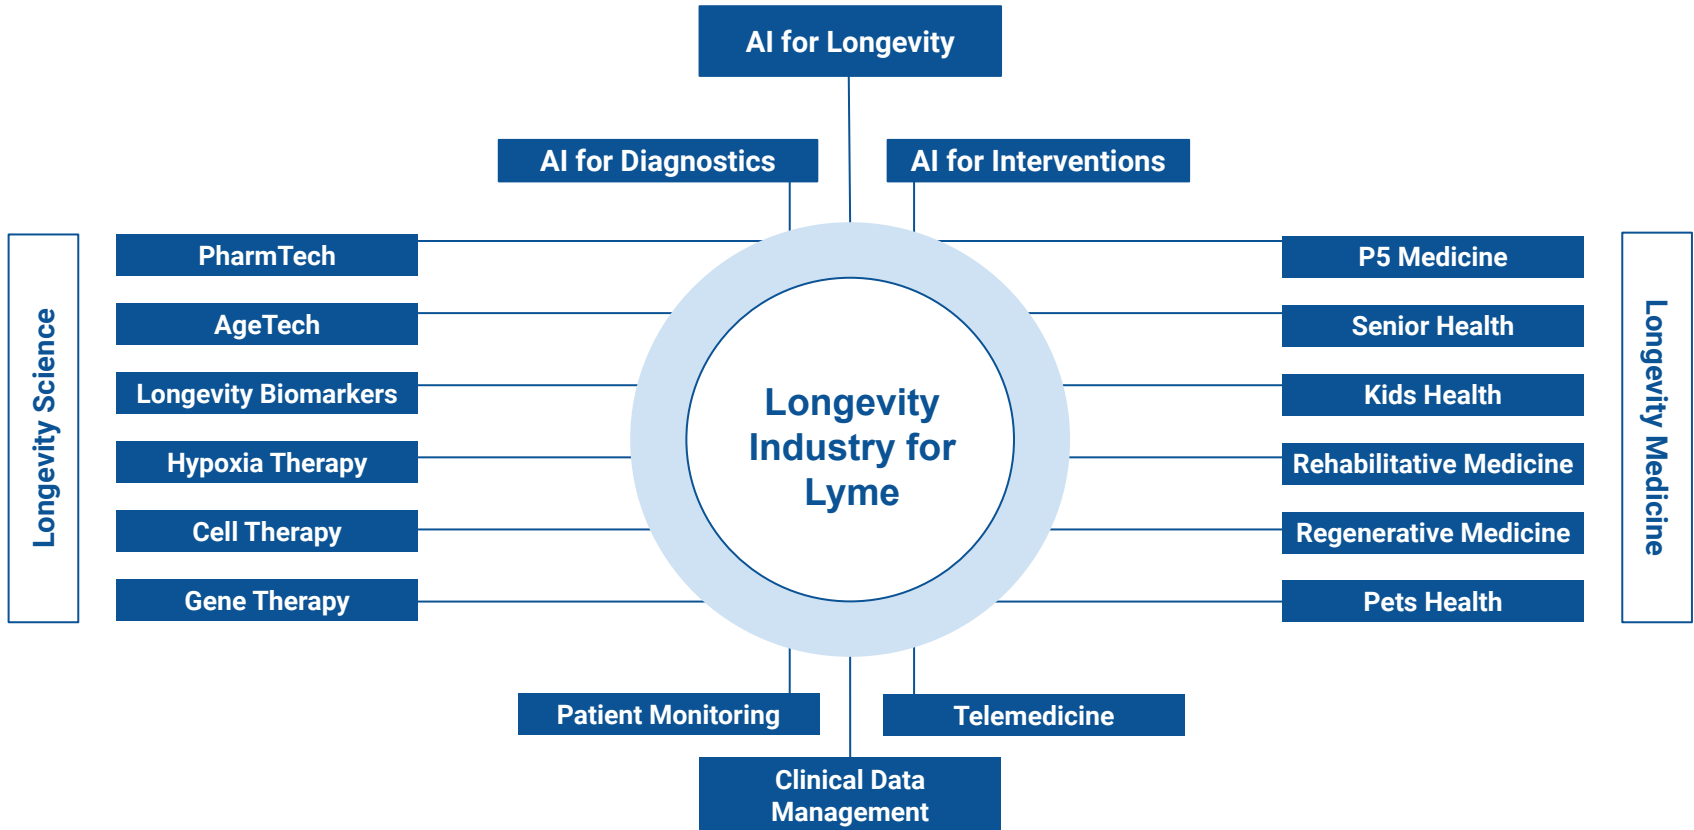 AI for Longevity
AI for Diagnostics
AI for Interventions
Longevity Science
PharmTech
AgeTech
Longevity Biomarkers
Hypoxia Therapy
Cell Therapy
Gene Therapy
Longevity
Industry for
Lyme
P5 Medicine
Senior Health
Kids Health
Rehabilitative Medicine
Regenerative Medicine
Pets Health
Longevity Medicine
Patient Monitoring
Telemedicine
Clinical Data
Management